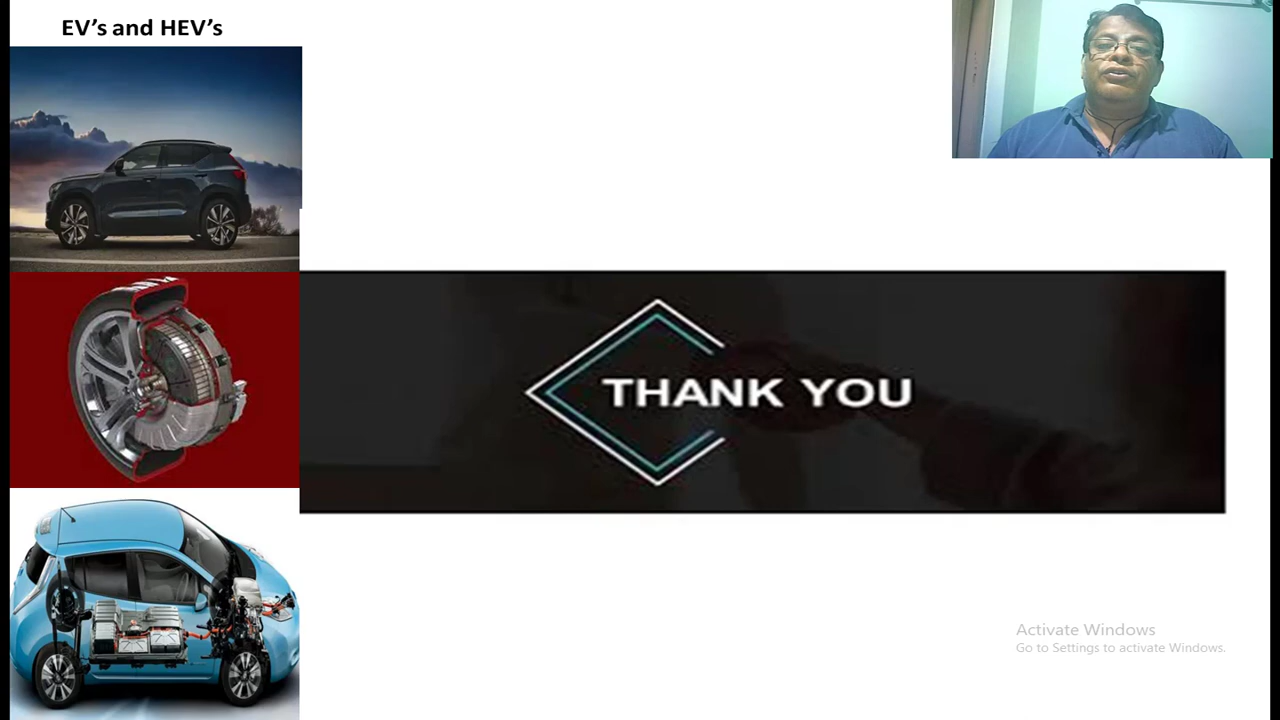 EV’s and HEV’s
THANK YOU
Activate Windows
Go to Settings to activate Windows.